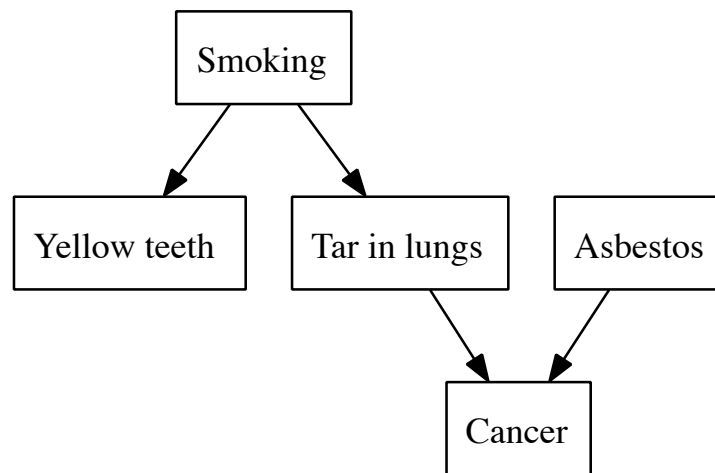 Smoking
Yellow teeth
Tar in lungs
Asbestos
Cancer